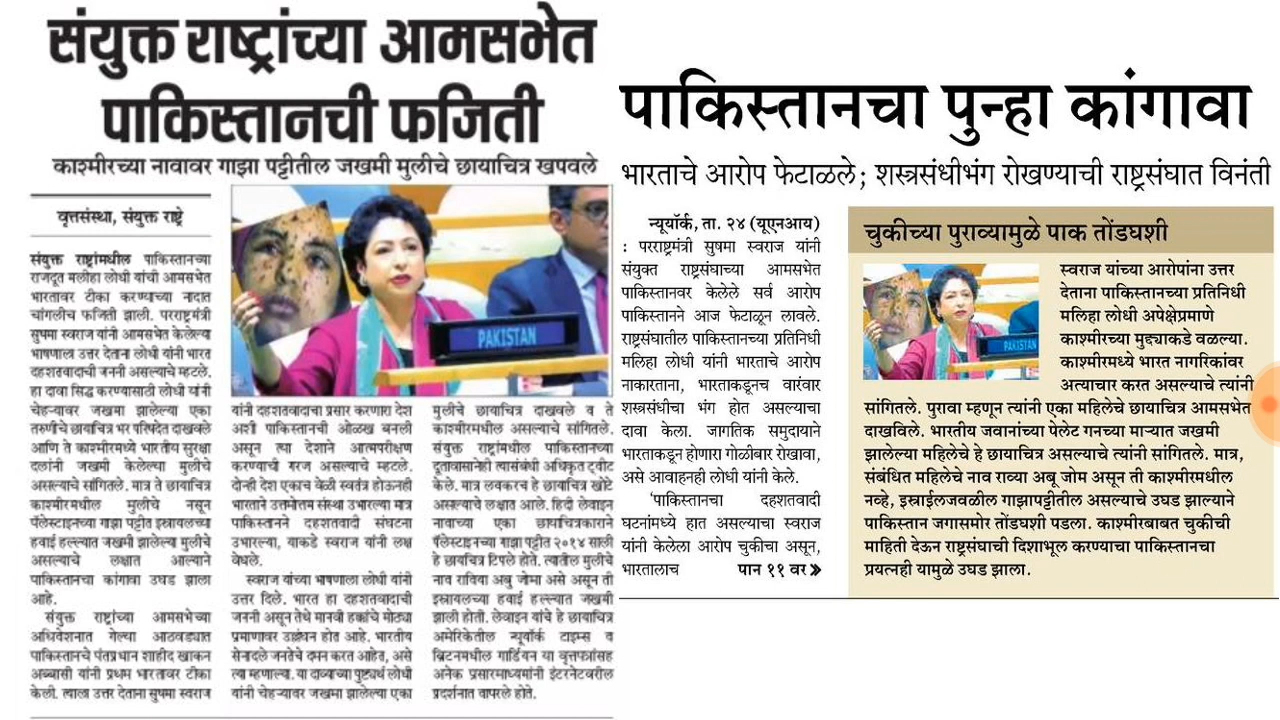 संयुक्त राष्ट्रांच्या आमसभेत
पाकिस्तानची फजिती
काश्मीरच्या नावावर गाझा पट्टीतील जखमी मुलीचे छायाचित्र खपवले
वृत्तसंस्था, संयुक्त राष्ट्रे
संयुक्त राष्ट्रांमधील पाकिस्तानच्या
राजदूत मलीहा लोधी यांची आमसभेत
भारतावर टीका करण्याच्या नादात
चांगलीच फजिती झाली. परराष्ट्रमंत्री
सुषमा स्वराज यांनी आमसभेत केलेल्या
भाषणाला उत्तर देताना लोधी यांनी भारत
दहशतवादाची जननी असल्याचे म्हटले.
हा दावा सिद्ध करण्यासाठी लोधी यांनी
चेहऱ्यावर जखमा झालेल्या एका
तरुणीचे छायाचित्र भर परिषदेत दाखवले
आणि ते काश्मीरमध्ये भारतीय सुरक्षा
दलांनी जखमी केलेल्या मुलीचे
असल्याचे सांगितले. मात्र ते छायाचित्र
काश्मीरमधील मुलीचे नसून
पॅलेस्टाइनच्या गाझा पट्टीत इस्रायलच्या
हवाई हल्ल्यात जखमी झालेल्या मुलीचे
असल्याचे लक्षात आल्याने
पाकिस्तानचा कांगावा उघड झाला
आहे.
संयुक्त राष्ट्रांच्या आमसभेच्या
अधिवेशनात गेल्या आठवड्यात
पाकिस्तानचे पंतप्रधान शाहीद खाकन
अब्बासी यांनी प्रथम भारतावर टीका
केली. त्याला उत्तर देताना सुषमा स्वराज
PAKISTAN
यांनी दहशतवादाचा प्रसार करणारा देश
अशी पाकिस्तानची ओळख बनली
असून त्या देशाने आत्मपरीक्षण
करण्याची गरज असल्याचे म्हटले.
दोन्ही देश एकाच वेळी स्वतंत्र होऊनही
भारताने उत्तमोत्तम संस्था उभारल्या मात्र
पाकिस्तानने दहशतवादी संघटना
उभारल्या, याकडे स्वराज यांनी लक्ष
वेधले.
स्वराज यांच्या भाषणाला लोधी यांनी
उत्तर दिले. भारत हा दहशतवादाची
जननी असून तेथे मानवी हक्कांचे मोठ्या
प्रमाणावर उल्लंघन होत आहे. भारतीय
सेनादले जनतेचे दमन करत आहेत, असे
त्या म्हणाल्या. या दाव्याच्या पुष्ट्यर्थ लोधी
यांनी चेहऱ्यावर जखमा झालेल्या एका
मुलीचे छायाचित्र दाखवले व ते
काश्मीरमधील असल्याचे सांगितले.
संयुक्त राष्ट्रांमधील पाकिस्तानच्या
दूतावासानेही त्यासंबंधी अधिकृत ट्वीट
केले. मात्र लवकरच हे छायाचित्र खोटे
असल्याचे लक्षात आले. हिदी लेवाइन
नावाच्या एका छायाचित्रकाराने
पॅलेस्टाइनच्या गाझा पट्टीत २०१४ साली
हे छायचित्र टिपले होते. त्यातील मुलीचे
नाव राविया अबु जोमा असे असून ती
इस्रायलच्या हवाई हल्ल्यात जखमी
झाली होती. लेवाइन यांचे हे छायाचित्र
अमेरिकेतील न्यूयॉर्क टाइम्स व
ब्रिटनमधील गार्डियन या वृत्तपत्रांसह
अनेक प्रसारमाध्यमांनी इंटरनेटवरील
प्रदर्शनात वापरले होते.
पाकिस्तानचा पुन्हा कांगावा
भारताचे आरोप फेटाळले; शस्त्रसंधीभंग रोखण्याची राष्ट्रसंघात विनंती
न्यूयॉर्क, ता. २४ (यूएनआय)
: परराष्ट्रमंत्री सुषमा स्वराज यांनी
संयुक्त राष्ट्रसंघाच्या आमसभेत
पाकिस्तानवर केलेले सर्व आरोप
पाकिस्तानने आज फेटाळून लावले.
राष्ट्रसंघातील पाकिस्तानच्या प्रतिनिधी
मलिहा लोधी यांनी भारताचे आरोप
नाकारताना, भारताकडूनच वारंवार
शस्त्रसंधीचा भंग होत असल्याचा
दावा केला. जागतिक समुदायाने
भारताकडून होणारा गोळीबार रोखावा,
असे आवाहनही लोधी यांनी केले.
'पाकिस्तानचा दहशतवादी
घटनांमध्ये हात असल्याचा स्वराज
यांनी केलेला आरोप चुकीचा असून,
भारतालाच पान ११ वर »
चुकीच्या पुराव्यामुळे पाक तोंडघशी
PAKISTAN
स्वराज यांच्या आरोपांना उत्तर
देताना पाकिस्तानच्या प्रतिनिधी
मलिहा लोधी अपेक्षेप्रमाणे
काश्मीरच्या मुद्द्याकडे वळल्या.
काश्मीरमध्ये भारत नागरिकांवर
अत्याचार करत असल्याचे त्यांनी
सांगितले. पुरावा म्हणून त्यांनी एका महिलेचे छायाचित्र आमसभेत
दाखविले. भारतीय जवानांच्या पेलेट गनच्या माऱ्यात जखमी
झालेल्या महिलेचे हे छायाचित्र असल्याचे त्यांनी सांगितले. मात्र,
संबंधित महिलेचे नाव राव्या अबू जोम असून ती काश्मीरमधील
नव्हे, इस्राईलजवळील गाझापट्टीतील असल्याचे उघड झाल्याने
पाकिस्तान जगासमोर तोंडघशी पडला. काश्मीरबाबत चुकीची
माहिती देऊन राष्ट्रसंघाची दिशाभूल करण्याचा पाकिस्तानचा
प्रयत्नही यामुळे उघड झाला.